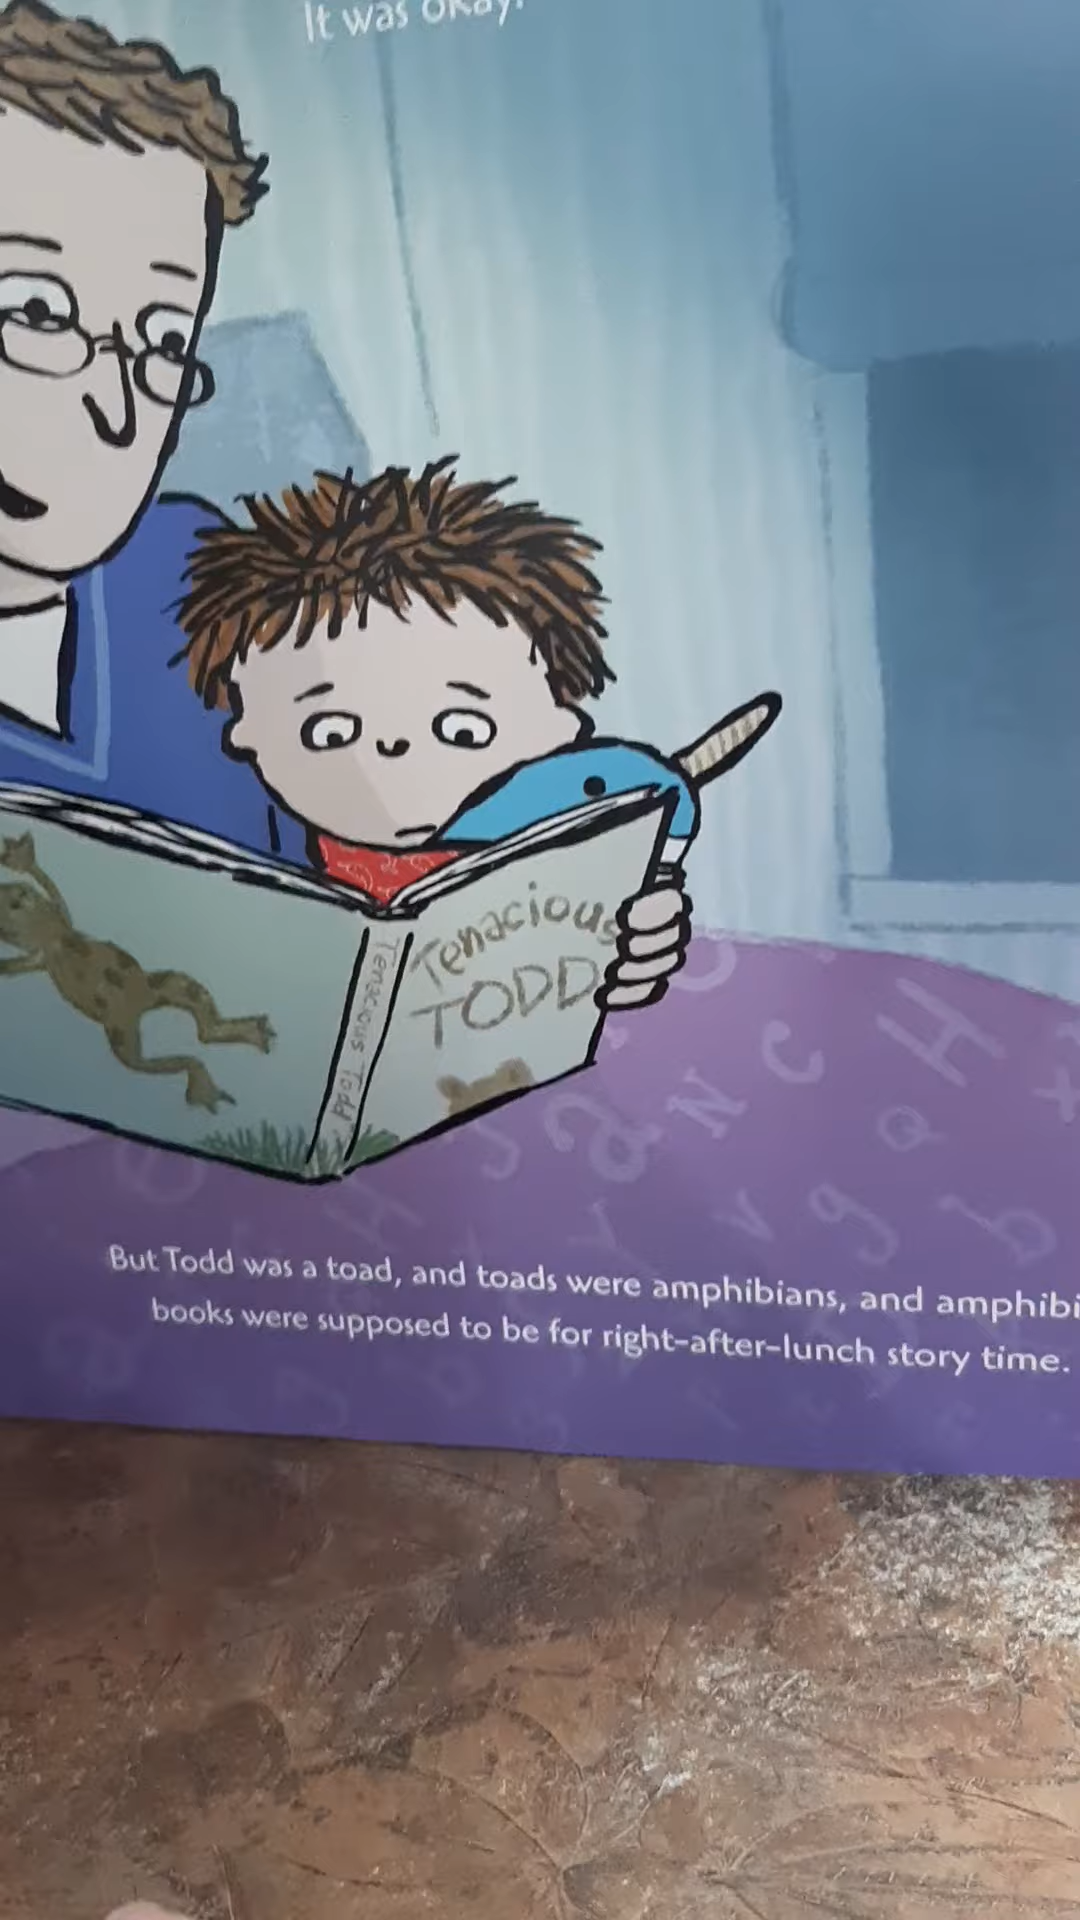 It was okay.
Tenacious
TODD
Tenacious Todd
But Todd was a toad, and toads were amphibians, and amphibi
books were supposed to be for right-after-lunch story time.